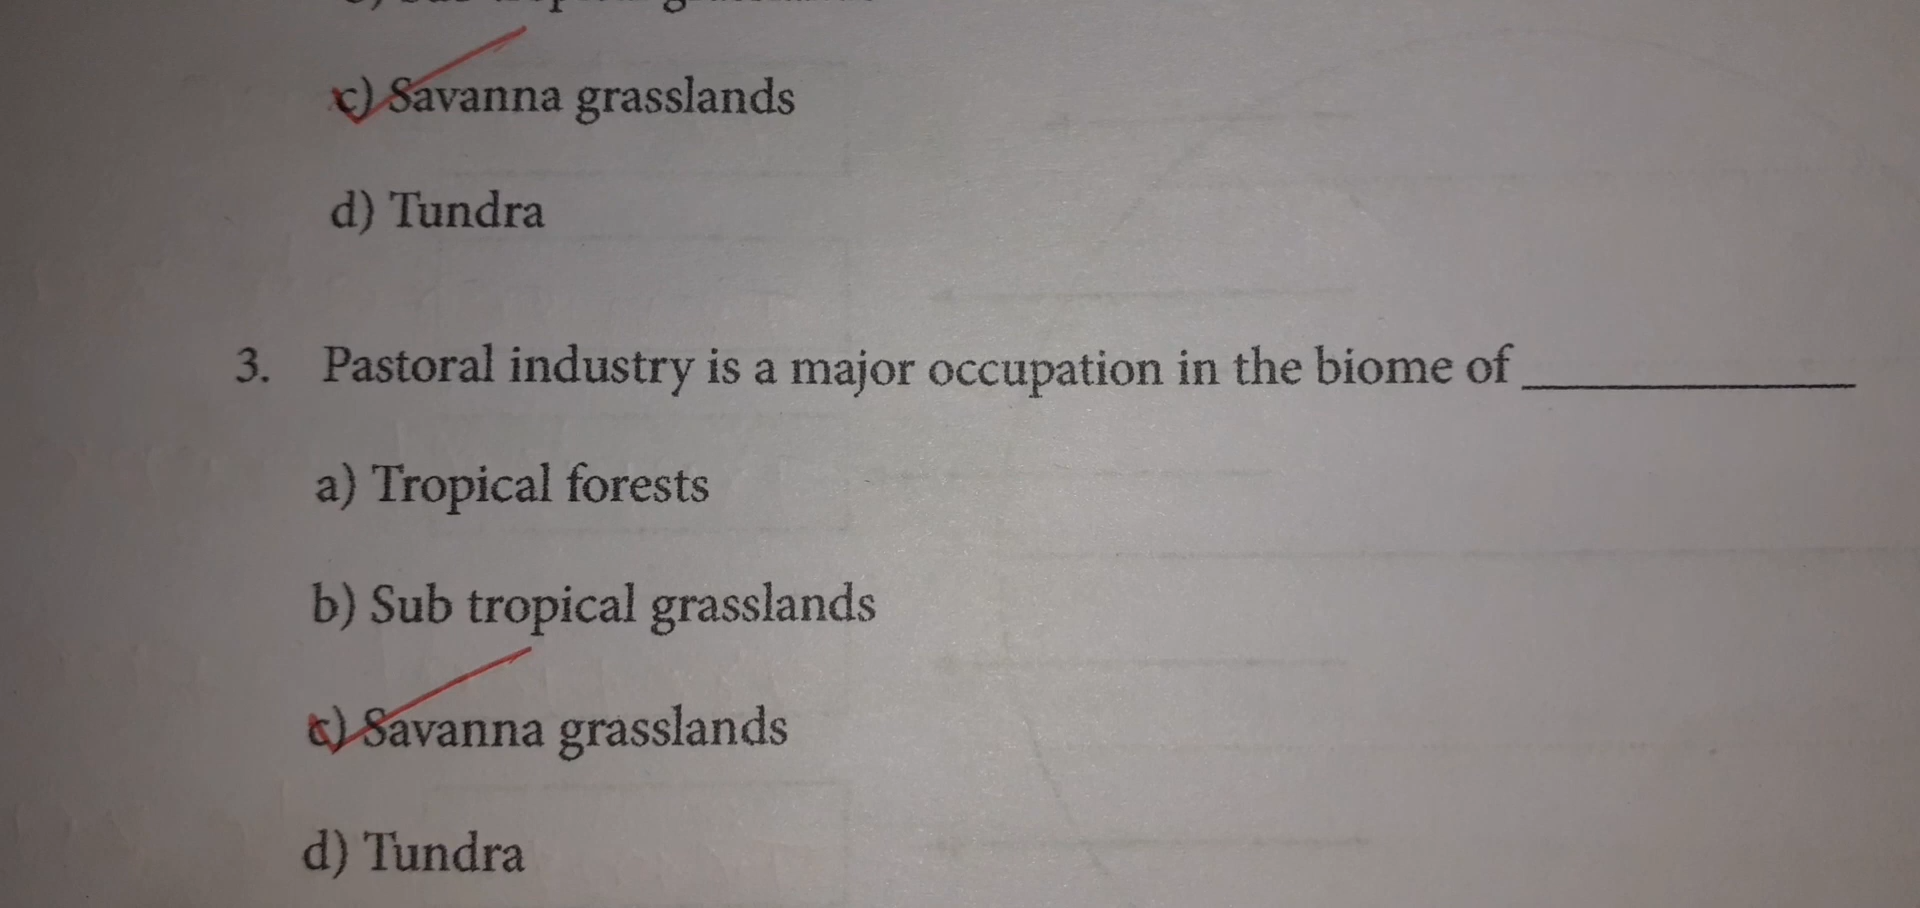 c) Savanna grasslands
d) Tundra
3. Pastoral industry is a major occupation in the biome of ____________
a) Tropical forests
b) Sub tropical grasslands
c) Savanna grasslands
d) Tundra